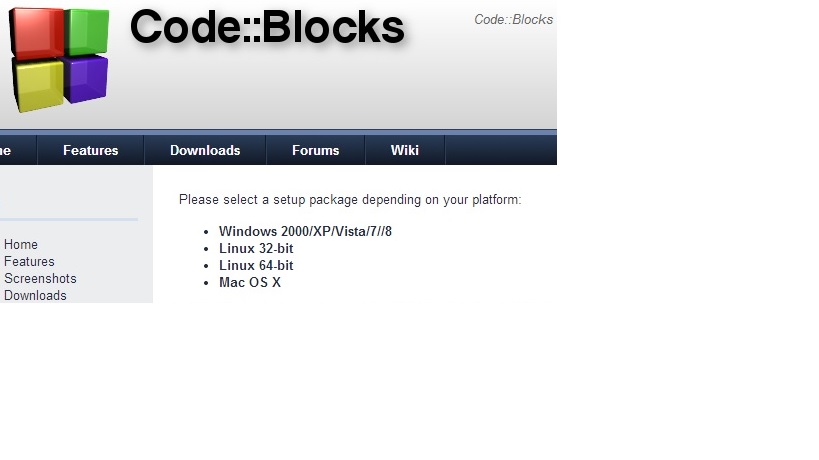 Code::Blocks
Code::Blocks
ne
Features
Downloads
Forums
Wiki
Please select a setup package depending on your platform:
Windows 2000/XP/Vista/7//8
Linux 32-bit
Linux 64-bit
Mac OS X
Home
Features
Screenshots
Downloads